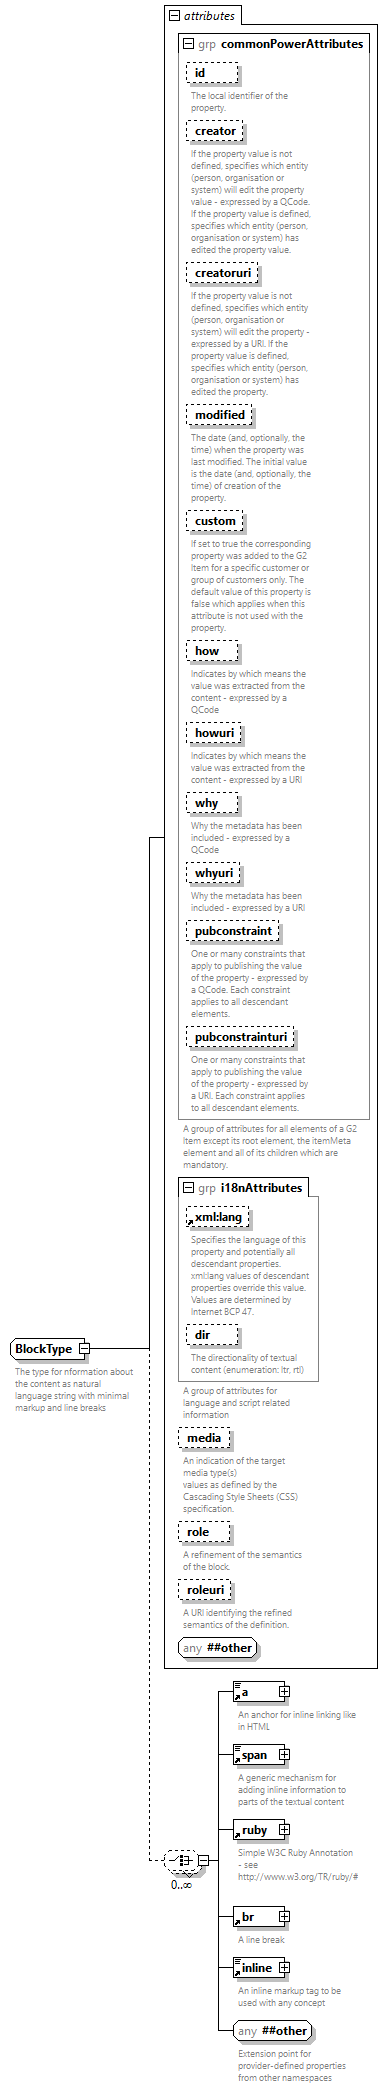 attributes
grp commonPowerAttributes
id
The local identifier of the
property.
creator
If the property value is not
defined, specifies which entity
(person, organisation or
system) will edit the property
value - expressed by a QCode.
If the property value is defined,
specifies which entity (person,
organisation or system) has
edited the property value.
creatoruri
If the property value is not
defined, specifies which entity
(person, organisation or
system) will edit the property -
expressed by a URI. If the
property value is defined,
specifies which entity (person,
organisation or system) has
edited the property.
modified
The date (and, optionally, the
time) when the property was
last modified. The initial value
is the date (and, optionally, the
time) of creation of the
property.
custom
If set to true the corresponding
property was added to the G2
Item for a specific customer or
group of customers only. The
default value of this property is
false which applies when this
attribute is not used with the
property.
how
Indicates by which means the
value was extracted from the
content - expressed by a
QCode
howuri
Indicates by which means the
value was extracted from the
content - expressed by a URI
why
Why the metadata has been
included - expressed by a
QCode
whyuri
Why the metadata has been
included - expressed by a URI
pubconstraint
One or many constraints that
apply to publishing the value
of the property - expressed by
a QCode. Each constraint
applies to all descendant
elements.
pubconstrainturi
One or many constraints that
apply to publishing the value
of the property - expressed by
a URI. Each constraint applies
to all descendant elements.
A group of attributes for all elements of a G2
Item except its root element, the itemMeta
element and all of its children which are
mandatory.
grp i18nAttributes
xml:lang
Specifies the language of this
property and potentially all
descendant properties.
xml:lang values of descendant
properties override this value.
Values are determined by
Internet BCP 47.
dir
The directionality of textual
content (enumeration: ltr, rtl)
A group of attributes for
language and script related
information
BlockType
The type for nformation about
the content as natural
language string with minimal
markup and line breaks
media
An indication of the target
media type(s)
values as defined by the
Cascading Style Sheets (CSS)
specification.
role
A refinement of the semantics
of the block.
roleuri
A URI identifying the refined
semantics of the definition.
any ##other
a
An anchor for inline linking like
in HTML
span
A generic mechanism for
adding inline information to
parts of the textual content
ruby
Simple W3C Ruby Annotation
- see
http://www.w3.org/TR/ruby/#
0..∞
br
A line break
inline
An inline markup tag to be
used with any concept
any ##other
Extension point for
provider-defined properties
from other namespaces